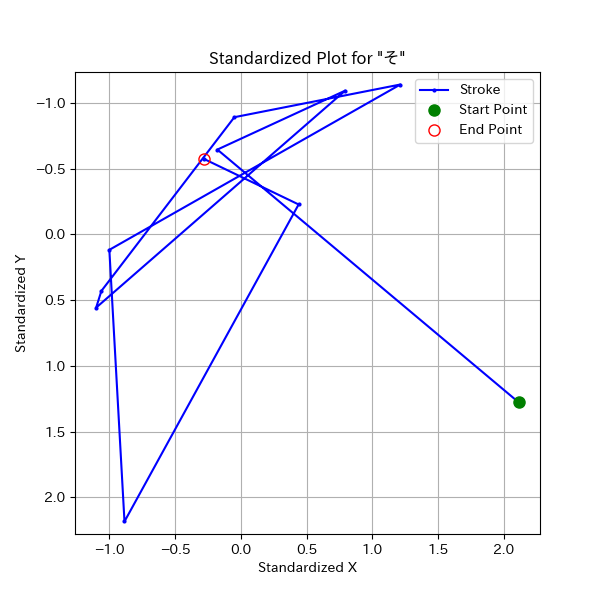 Standardized Plot for "そ"
Stroke
Start Point
End Point
Standardized Y
−1.0
−0.5
0.0
0.5
1.0
1.5
2.0
−1.0 −0.5 0.0 0.5 1.0 1.5 2.0
Standardized X